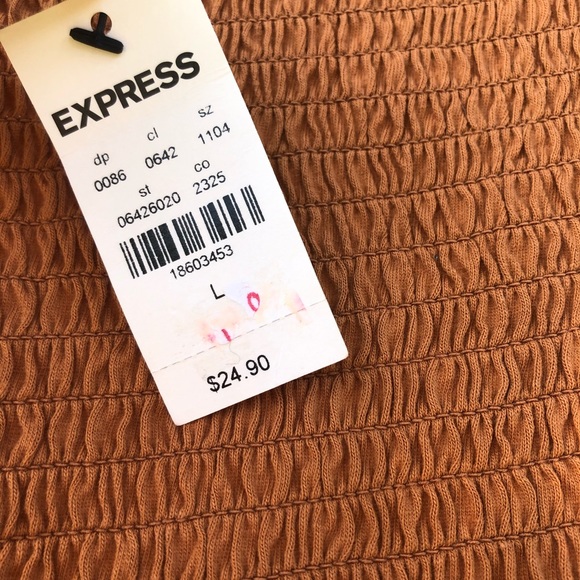 EXPRESS
dp cl sz
0086 0642 1104
st co
06426020 2325
18603453
L
$24.90